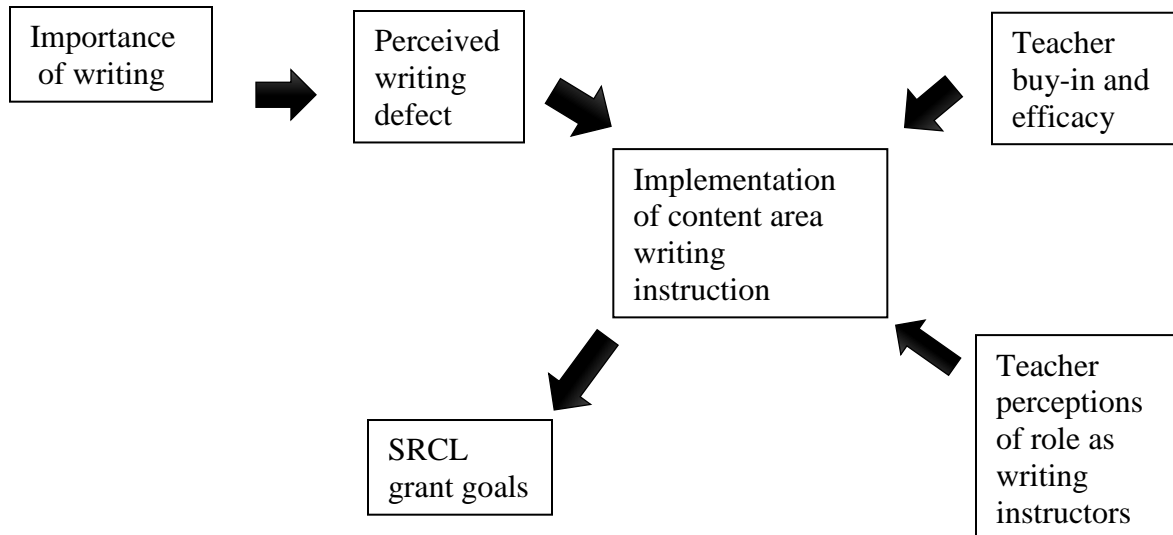 Importance
of writing
Perceived
writing
defect
Teacher
buy-in and
efficacy
Implementation
of content area
writing
instruction
SRCL
grant goals
Teacher
perceptions
of role as
writing
instructors